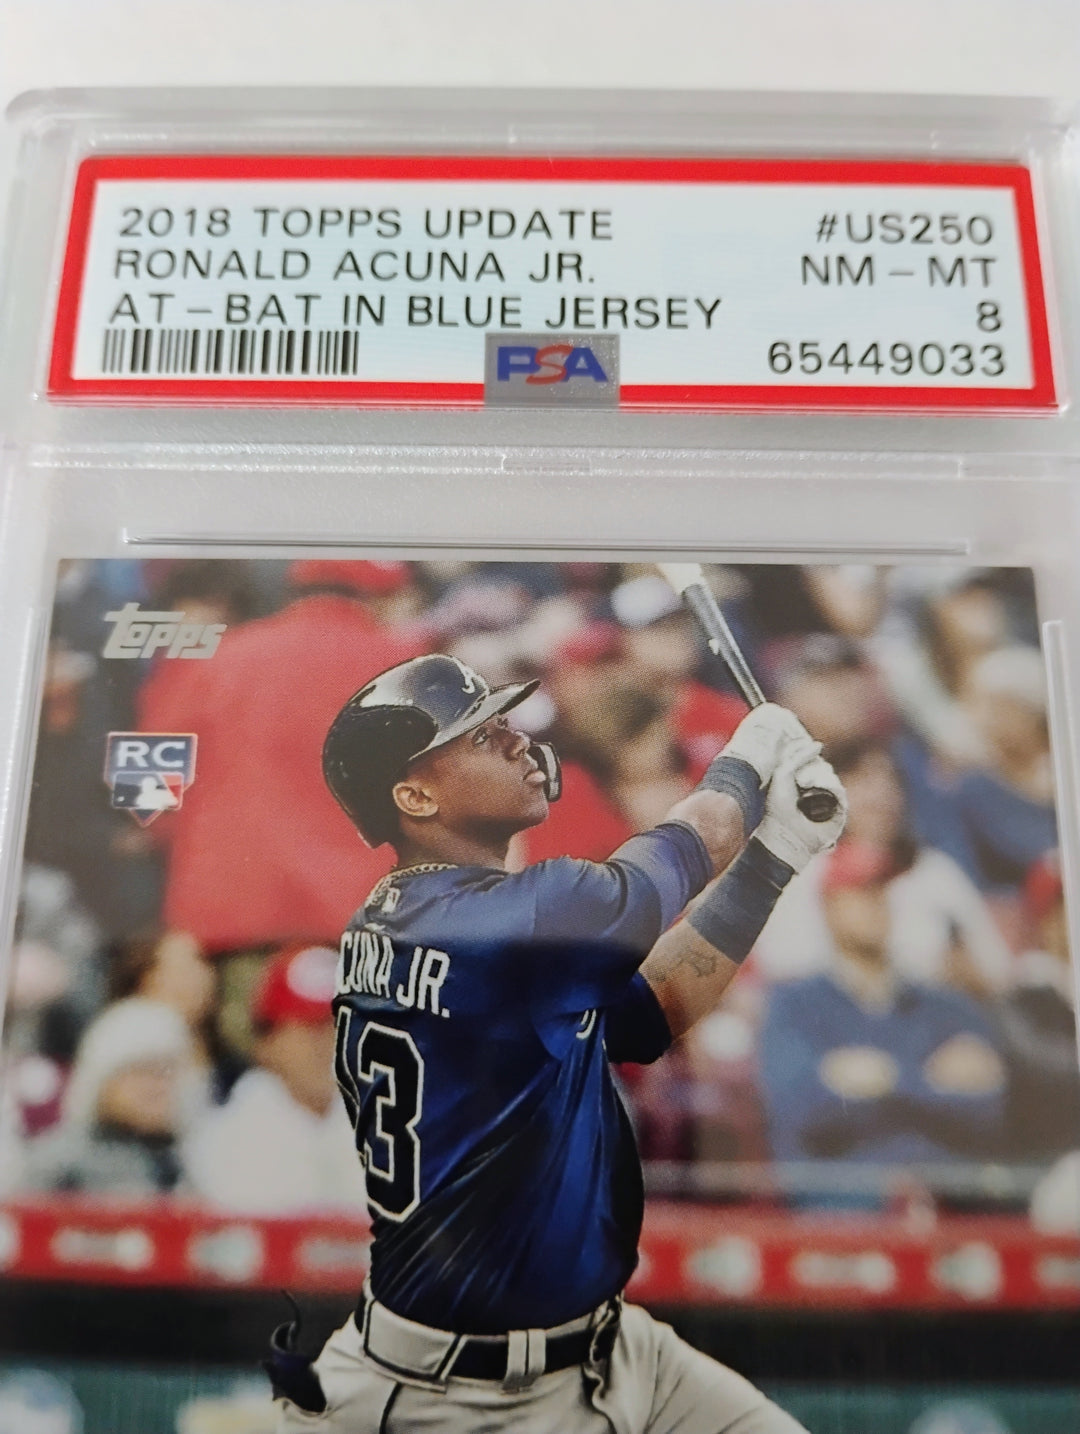 2018 TOPPS UPDATE #US250
RONALD ACUNA JR. NM-MT
AT-BAT IN BLUE JERSEY 8
PSA 65449033
Topps
RC
CUNA JR.
13